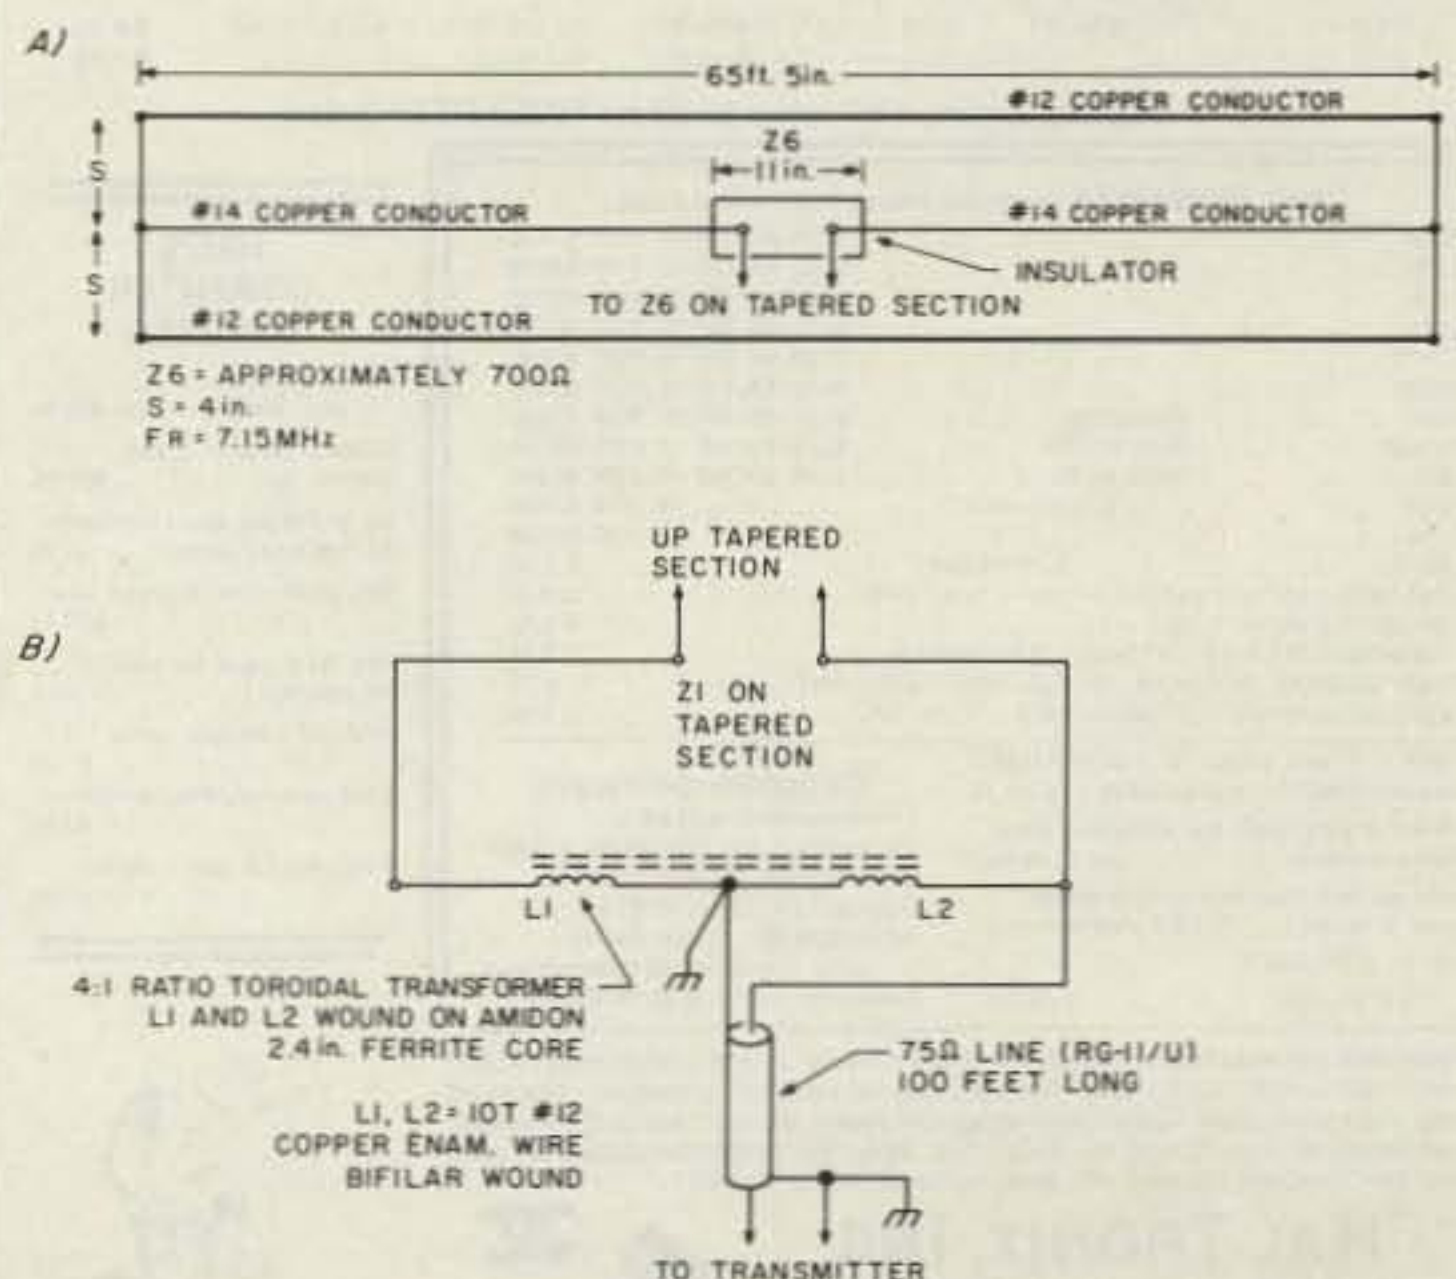 A)
65ft. 5in.
#12 COPPER CONDUCTOR
Z6
11in.
S
#14 COPPER CONDUCTOR
#14 COPPER CONDUCTOR
INSULATOR
S
TO Z6 ON TAPERED SECTION
#12 COPPER CONDUCTOR
Z6 = APPROXIMATELY 700Ω
S = 4in.
FR = 7.15MHz
B)
UP TAPERED
SECTION
Z1 ON
TAPERED
SECTION
L1
L2
4:1 RATIO TOROIDAL TRANSFORMER
L1 AND L2 WOUND ON AMIDON
2.4in. FERRITE CORE
L1, L2= 10T #12
COPPER ENAM. WIRE
BIFILAR WOUND
75Ω LINE (RG-11/U)
100 FEET LONG
TO TRANSMITTER